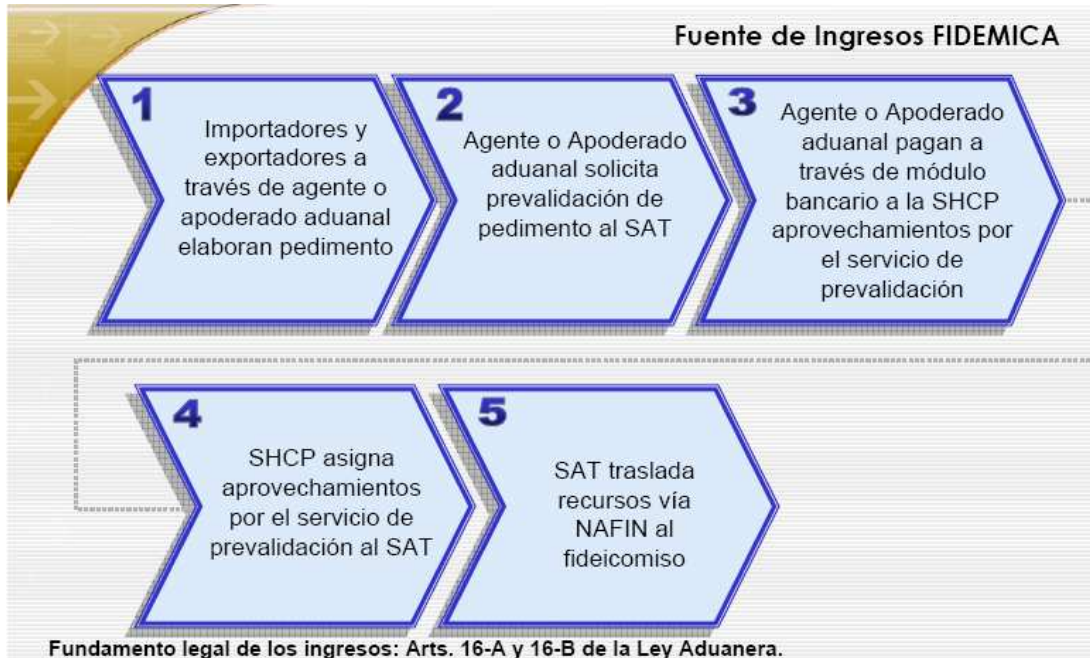 Fuente de Ingresos FIDEMICA
1
Importadores y
exportadores a
través de agente o
apoderado aduanal
elaboran pedimento
2
Agente o Apoderado
aduanal solicita
prevalidación de
pedimento al SAT
3
Agente o Apoderado
aduanal pagan a
través de módulo
bancario a la SHCP
aprovechamientos por
el servicio de
prevalidación
4
SHCP asigna
aprovechamientos
por el servicio de
prevalidación al SAT
5
SAT traslada
recursos vía
NAFIN al
fideicomiso
Fundamento legal de los ingresos: Arts. 16-A y 16-B de la Ley Aduanera.